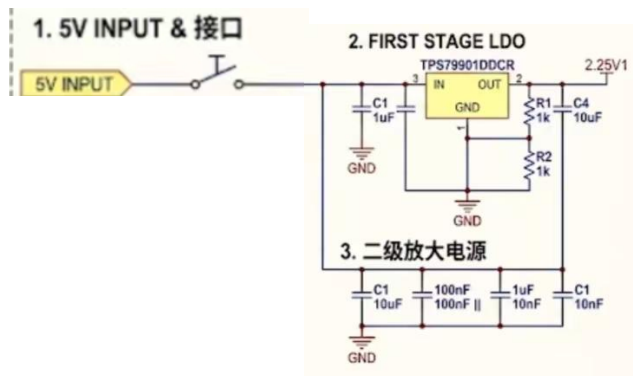 1. 5V INPUT & 接口
5V INPUT
2. FIRST STAGE LDO
TPS79901DDCR
2.25V1
3
IN
OUT
2
GND
1
C1
1uF
R1
1k
C4
10uF
R2
1k
GND
GND
3. 二级放大电源
C1
10uF
100nF
100nF ||
1uF
10nF
C1
10nF
GND